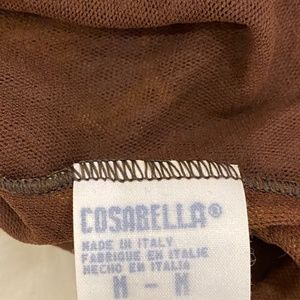 COSABELLA®
MADE IN ITALY
FABRIQUE EN ITALIE
HECHO EN ITALIA
M - M